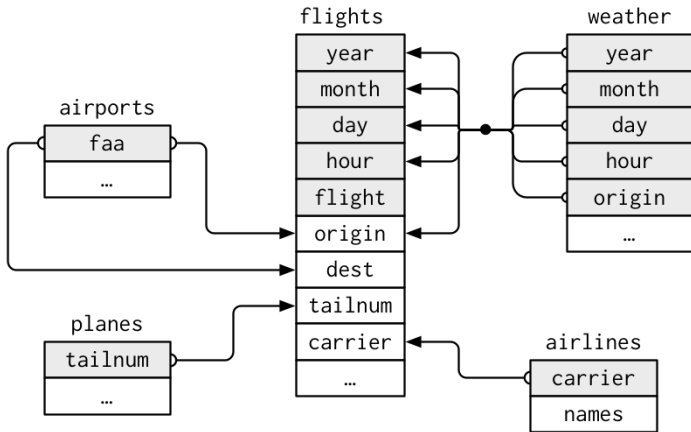 flights
year
month
day
hour
flight
origin
dest
tailnum
carrier
…
weather
year
month
day
hour
origin
…
airports
faa
…
planes
tailnum
…
airlines
carrier
names